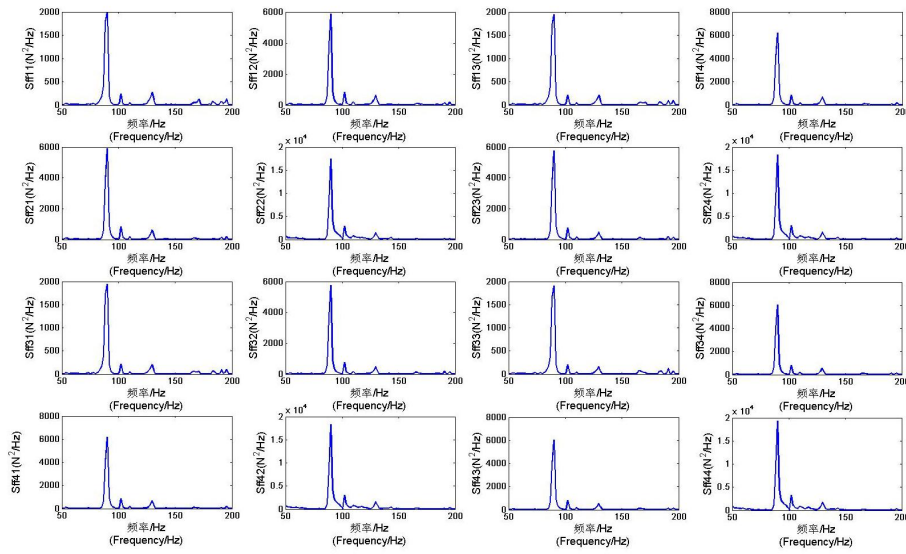 Sff11(N²/Hz)
2000
1500
1000
500
0
50 100 150 200
频率/Hz
(Frequency/Hz)
Sff12(N²/Hz)
6000
4000
2000
0
50 100 150 200
频率/Hz
(Frequency/Hz)
Sff13(N²/Hz)
2000
1500
1000
500
0
50 100 150 200
频率/Hz
(Frequency/Hz)
Sff14(N²/Hz)
8000
6000
4000
2000
0
50 100 150 200
频率/Hz
(Frequency/Hz)
Sff21(N²/Hz)
6000
4000
2000
0
50 100 150 200
频率/Hz
(Frequency/Hz)
Sff22(N²/Hz)
x 10⁴
2
1.5
1
0.5
0
50 100 150 200
频率/Hz
(Frequency/Hz)
Sff23(N²/Hz)
6000
4000
2000
0
50 100 150 200
频率/Hz
(Frequency/Hz)
Sff24(N²/Hz)
x 10⁴
2
1.5
1
0.5
0
50 100 150 200
频率/Hz
(Frequency/Hz)
Sff31(N²/Hz)
2000
1500
1000
500
0
50 100 150 200
频率/Hz
(Frequency/Hz)
Sff32(N²/Hz)
6000
4000
2000
0
50 100 150 200
频率/Hz
(Frequency/Hz)
Sff33(N²/Hz)
2000
1500
1000
500
0
50 100 150 200
频率/Hz
(Frequency/Hz)
Sff34(N²/Hz)
8000
6000
4000
2000
0
50 100 150 200
频率/Hz
(Frequency/Hz)
Sff41(N²/Hz)
8000
6000
4000
2000
0
50 100 150 200
频率/Hz
(Frequency/Hz)
Sff42(N²/Hz)
x 10⁴
2
1.5
1
0.5
0
50 100 150 200
频率/Hz
(Frequency/Hz)
Sff43(N²/Hz)
8000
6000
4000
2000
0
50 100 150 200
频率/Hz
(Frequency/Hz)
Sff44(N²/Hz)
x 10⁴
2
1.5
1
0.5
0
50 100 150 200
频率/Hz
(Frequency/Hz)